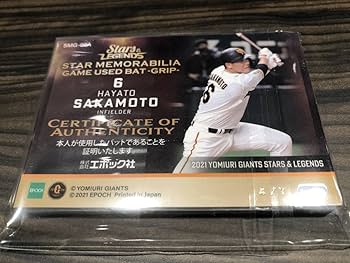 SMG-22A
Stars &
LEGENDS
STAR MEMORABILIA
GAME USED BAT -GRIP-
6
HAYATO
SAKAMOTO
INFIELDER
CERTIFICATE OF
AUTHENTICITY
本人が使用したバットであることを
証明いたします。
株式会社エポック社
2021 YOMIURI GIANTS STARS & LEGENDS
EPOCH
G
© YOMIURI GIANTS
© 2021 EPOCH Printed in Japan